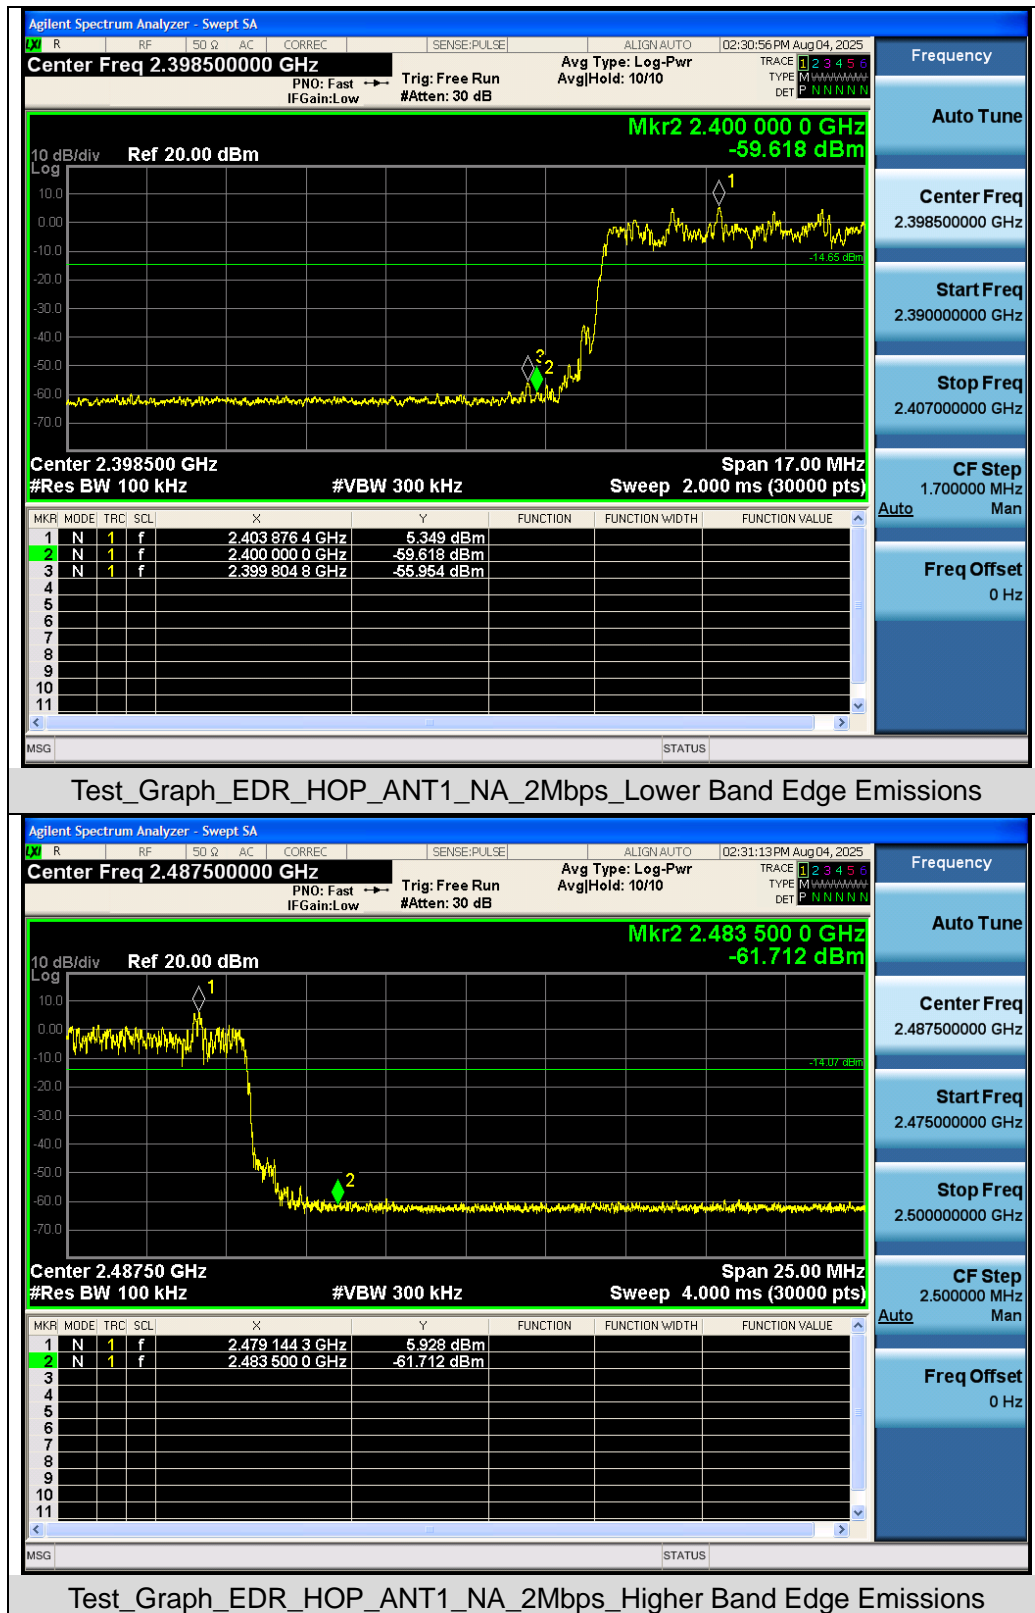 Agilent Spectrum Analyzer - Swept SA
LXI R RF 50 Ω AC CORREC SENSE:PULSE ALIGN AUTO 02:30:56 PM Aug 04, 2025
Center Freq 2.398500000 GHz
PNO: Fast
IFGain:Low
Trig: Free Run
#Atten: 30 dB
Avg Type: Log-Pwr
Avg|Hold: 10/10
TRACE 1 2 3 4 5 6
TYPE M WWWWW
DET P N N N N N
Frequency
Auto Tune
Center Freq
2.398500000 GHz
Start Freq
2.390000000 GHz
Stop Freq
2.407000000 GHz
CF Step
1.700000 MHz
Auto Man
Freq Offset
0 Hz
Mkr2 2.400 000 0 GHz
-59.618 dBm
10 dB/div Ref 20.00 dBm
Log
10.0
0.00
-10.0
-20.0
-30.0
-40.0
-50.0
-60.0
-70.0
1
-14.65 dBm
3
2
Center 2.398500 GHz Span 17.00 MHz
#Res BW 100 kHz #VBW 300 kHz Sweep 2.000 ms (30000 pts)
MKR MODE TRC SCL X Y FUNCTION FUNCTION WIDTH FUNCTION VALUE
1 N 1 f 2.403 876 4 GHz 5.349 dBm
2 N 1 f 2.400 000 0 GHz -59.618 dBm
3 N 1 f 2.399 804 8 GHz -55.954 dBm
4
5
6
7
8
9
10
11
MSG STATUS
Test_Graph_EDR_HOP_ANT1_NA_2Mbps_Lower Band Edge Emissions
Agilent Spectrum Analyzer - Swept SA
LXI R RF 50 Ω AC CORREC SENSE:PULSE ALIGN AUTO 02:31:13 PM Aug 04, 2025
Center Freq 2.487500000 GHz
PNO: Fast
IFGain:Low
Trig: Free Run
#Atten: 30 dB
Avg Type: Log-Pwr
Avg|Hold: 10/10
TRACE 1 2 3 4 5 6
TYPE M WWWWW
DET P N N N N N
Frequency
Auto Tune
Center Freq
2.487500000 GHz
Start Freq
2.475000000 GHz
Stop Freq
2.500000000 GHz
CF Step
2.500000 MHz
Auto Man
Freq Offset
0 Hz
Mkr2 2.483 500 0 GHz
-61.712 dBm
10 dB/div Ref 20.00 dBm
Log
10.0
0.00
-10.0
-20.0
-30.0
-40.0
-50.0
-60.0
-70.0
1
-14.07 dBm
2
Center 2.48750 GHz Span 25.00 MHz
#Res BW 100 kHz #VBW 300 kHz Sweep 4.000 ms (30000 pts)
MKR MODE TRC SCL X Y FUNCTION FUNCTION WIDTH FUNCTION VALUE
1 N 1 f 2.479 144 3 GHz 5.928 dBm
2 N 1 f 2.483 500 0 GHz -61.712 dBm
3
4
5
6
7
8
9
10
11
MSG STATUS
Test_Graph_EDR_HOP_ANT1_NA_2Mbps_Higher Band Edge Emissions